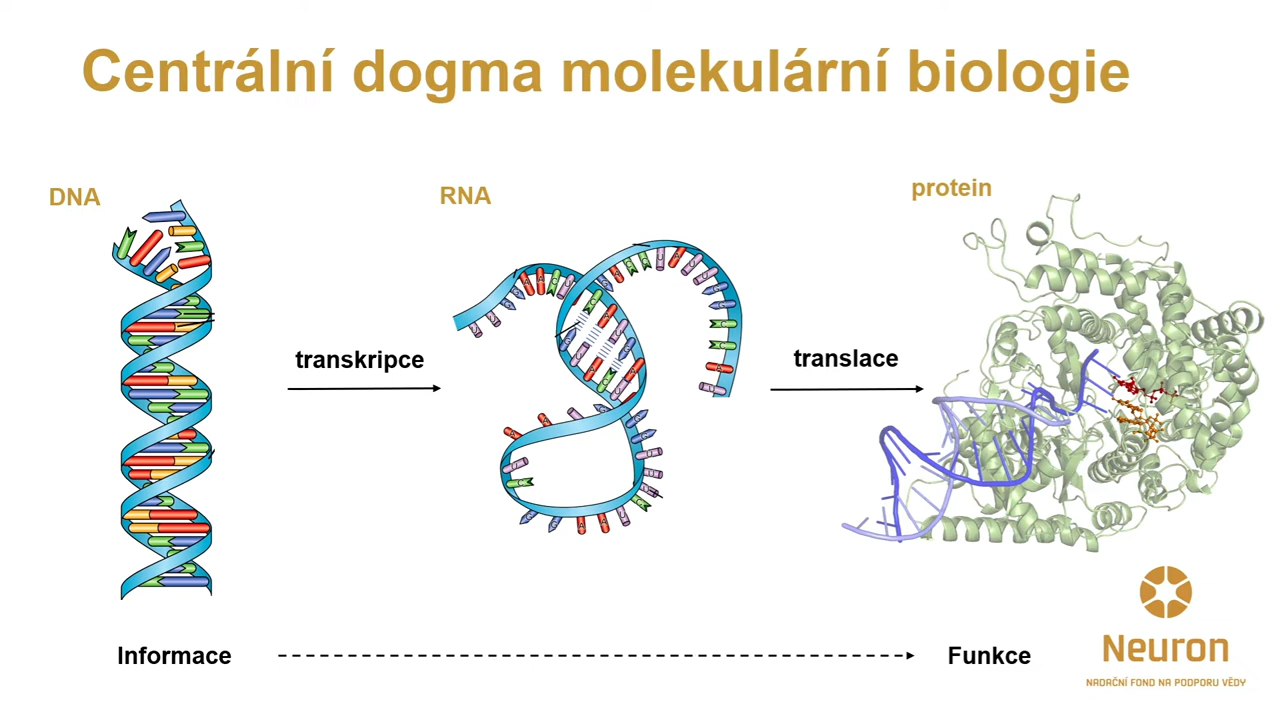 Centrální dogma molekulární biologie
DNA
RNA
protein
transkripce
translace
Informace
Funkce
Neuron
NADAČNÍ FOND NA PODPORU VĚDY